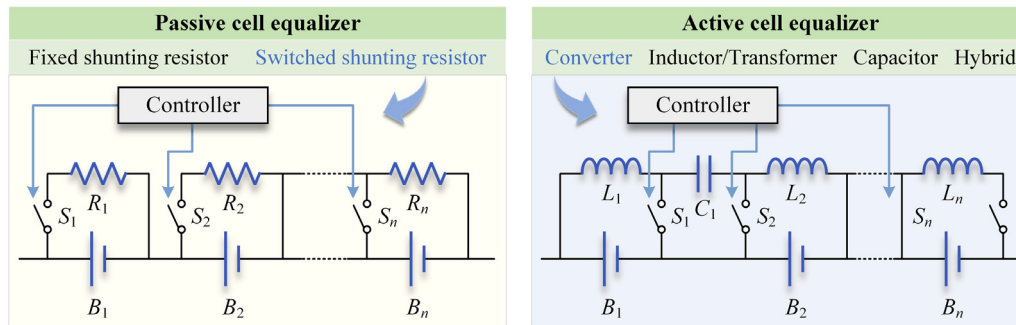 Passive cell equalizer
Fixed shunting resistor Switched shunting resistor
Controller
R1 R2 Rn
S1 S2 Sn
B1 B2 Bn
Active cell equalizer
Converter Inductor/Transformer Capacitor Hybrid
Controller
L1 C1 L2 Ln
S1 S2 Sn
B1 B2 Bn